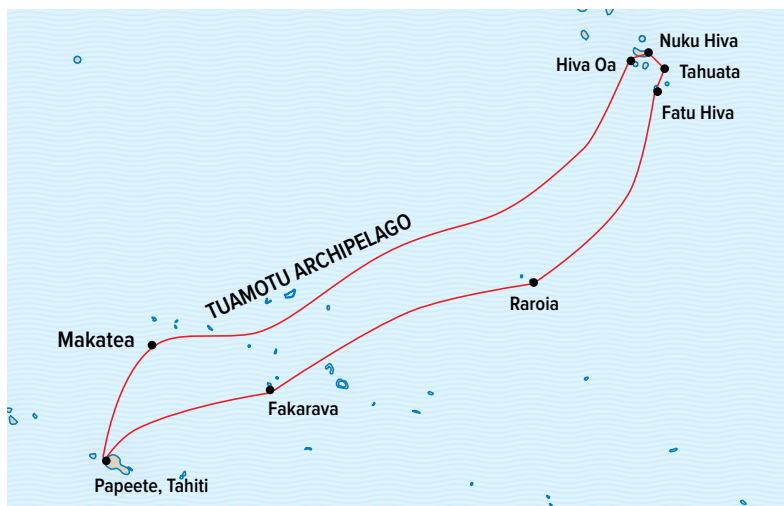 Nuku Hiva
Hiva Oa
Tahuata
Fatu Hiva
TUAMOTU ARCHIPELAGO
Raroia
Makatea
Fakarava
Papeete, Tahiti